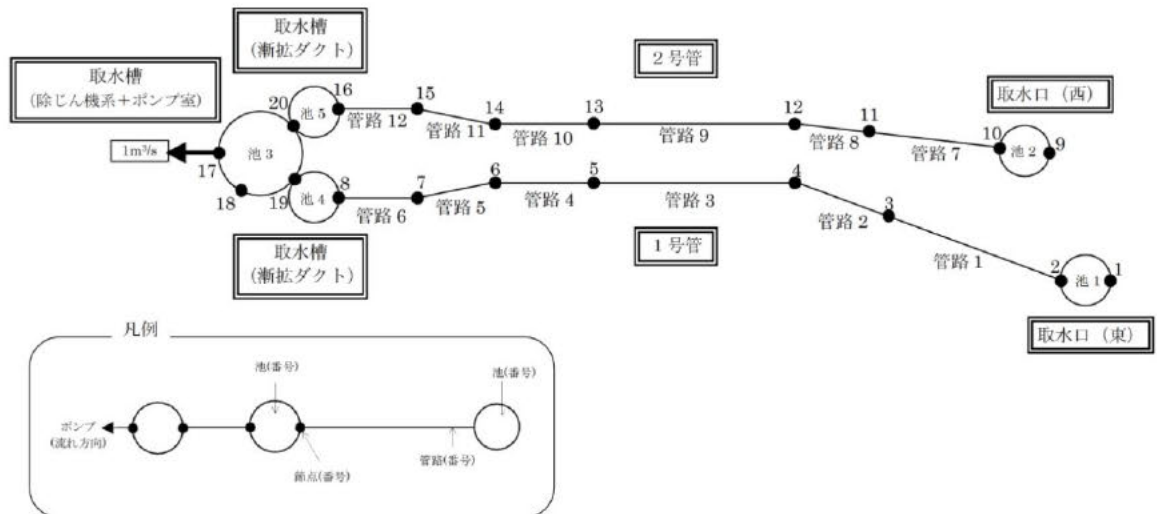 取水槽
(漸拡ダクト)
2号管
取水槽
(除じん機系+ポンプ室)
取水口(西)
16
15
20
池5
14
13
12
11
10
池2
9
管路12
管路11
管路10
管路9
管路8
管路7
1m³/s
17
池3
18
19
池4
8
7
6
5
4
3
2
池1
1
管路6
管路5
管路4
管路3
管路2
管路1
取水槽
(漸拡ダクト)
1号管
取水口(東)
凡例
池(番号)
池(番号)
ポンプ
(流れ方向)
節点(番号)
管路(番号)